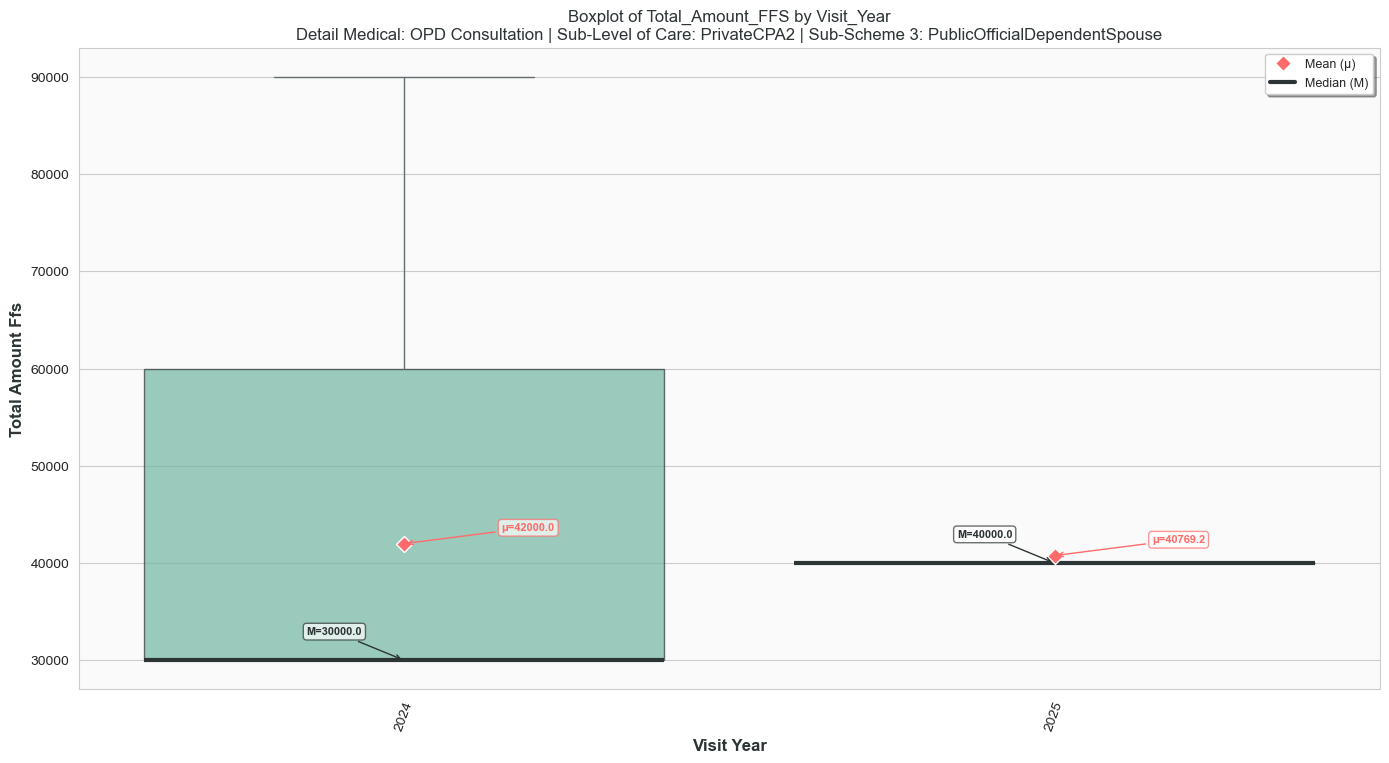 Boxplot of Total_Amount_FFS by Visit_Year
Detail Medical: OPD Consultation | Sub-Level of Care: PrivateCPA2 | Sub-Scheme 3: PublicOfficialDependentSpouse
Mean (μ)
Median (M)
Total Amount Ffs
90000
80000
70000
60000
50000
40000
30000
μ=42000.0
M=30000.0
M=40000.0
μ=40769.2
2024
2025
Visit Year